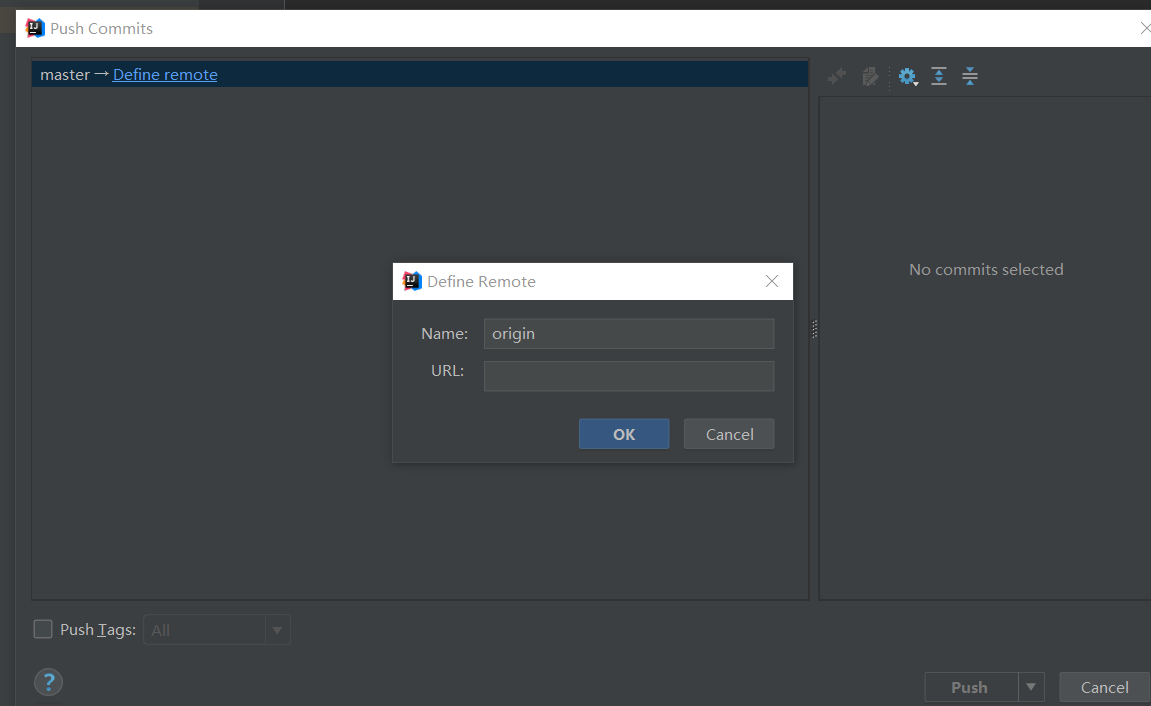 Push Commits
master → Define remote
No commits selected
Define Remote
Name: origin
URL:
OK Cancel
Push Tags: All
? Push Cancel